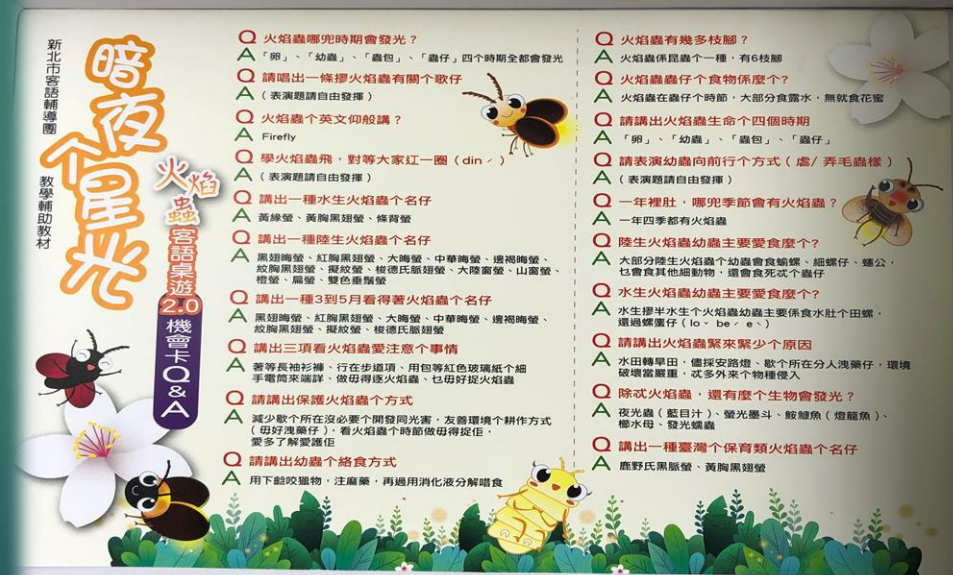 新北市客語輔導團 教學輔助教材
暗夜个星光
火焰蟲客語桌遊2.0機會卡Q&A
Q 火焰蟲哪兜時期會發光？
A 「卵」、「幼蟲」、「蟲包」、「蟲仔」四个時期全都會發光
Q 請唱出一條摎火焰蟲有關个歌仔
A （表演題請自由發揮）
Q 火焰蟲个英文仰般講？
A Firefly
Q 學火焰蟲飛，對等大家紅一圈（dinˊ）
A （表演題請自由發揮）
Q 講出一種水生火焰蟲个名仔
A 黃緣螢、黃胸黑翅螢、條背螢
Q 講出一種陸生火焰蟲个名仔
A 黑翅晦螢、紅胸黑翅螢、大晦螢、中華晦螢、邊褐晦螢、
紋胸黑翅螢、擬紋螢、梭德氏脈翅螢、大陸窗螢、山窗螢、
橙螢、扁螢、雙色垂鬚螢
Q 講出一種3到5月看得著火焰蟲个名仔
A 黑翅晦螢、紅胸黑翅螢、大晦螢、中華晦螢、邊褐晦螢、
紋胸黑翅螢、擬紋螢、梭德氏脈翅螢
Q 講出三項看火焰蟲愛注意个事情
A 著等長袖衫褲、行在步道項、用包等紅色玻璃紙个細
手電筒來端詳、做毋得逐火焰蟲、乜毋好捉火焰蟲
Q 請講出保護火焰蟲个方式
A 減少歇个所在沒必要个開發同光害，友善環境个耕作方式
（毋好洩藥仔），看火焰蟲个時節做毋得捉佢，
愛多了解愛護佢
Q 請講出幼蟲个絡食方式
A 用下齝咬獵物，注麻藥，再過用消化液分解唱食
Q 火焰蟲有幾多枝腳？
A 火焰蟲係昆蟲个一種，有6枝腳
Q 火焰蟲蟲仔个食物係麼个？
A 火焰蟲在蟲仔个時節，大部分食露水，無就食花蜜
Q 請講出火焰蟲生命个四個時期
A 「卵」、「幼蟲」、「蟲包」、「蟲仔」
Q 請表演幼蟲向前行个方式（虐/弄毛蟲樣）
A （表演題請自由發揮）
Q 一年裡肚，哪兜季節會有火焰蟲？
A 一年四季都有火焰蟲
Q 陸生火焰蟲幼蟲主要愛食麼个？
A 大部分陸生火焰蟲个幼蟲會食蝓螺、細螺仔、蟻公，
乜會食其他細動物，還會食死忒个蟲仔
Q 水生火焰蟲幼蟲主要愛食麼个？
A 水生摎半水生个火焰蟲幼蟲主要係食水肚个田螺，
還過螺蠯仔（loˇ beˊ eˋ）
Q 請講出火焰蟲緊來緊少个原因
A 水田轉旱田，儘採安路燈、歇个所在分人洩藥仔，環境
破壞當嚴重，忒多外來个物種侵入
Q 除忒火焰蟲，還有麼个生物會發光？
A 夜光蟲（藍目汁）、螢光墨斗、鮟鱇魚（燈籠魚）、
櫛水母、發光蠕蟲
Q 講出一種臺灣个保育類火焰蟲个名仔
A 鹿野氏黑脈螢、黃胸黑翅螢